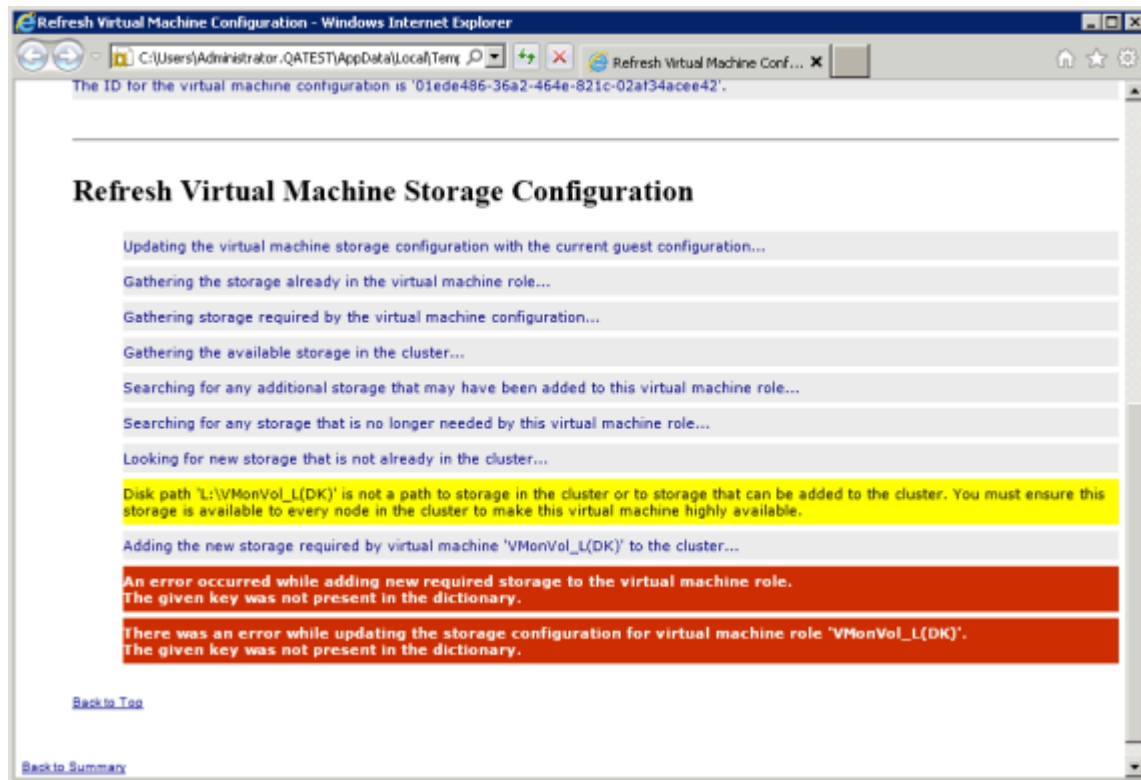 Refresh Virtual Machine Configuration - Windows Internet Explorer
C:\Users\Administrator.QATEST\AppData\Local\Temp
Refresh Virtual Machine Conf...
The ID for the virtual machine configuration is '01ede486-36a2-464e-821c-02af34acee42'.
Refresh Virtual Machine Storage Configuration
Updating the virtual machine storage configuration with the current guest configuration...
Gathering the storage already in the virtual machine role...
Gathering storage required by the virtual machine configuration...
Gathering the available storage in the cluster...
Searching for any additional storage that may have been added to this virtual machine role...
Searching for any storage that is no longer needed by this virtual machine role...
Looking for new storage that is not already in the cluster...
Disk path 'L:\VMonVol_L(DK)' is not a path to storage in the cluster or to storage that can be added to the cluster. You must ensure this
storage is available to every node in the cluster to make this virtual machine highly available.
Adding the new storage required by virtual machine 'VMonVol_L(DK)' to the cluster...
An error occurred while adding new required storage to the virtual machine role.
The given key was not present in the dictionary.
There was an error while updating the storage configuration for virtual machine role 'VMonVol_L(DK)'.
The given key was not present in the dictionary.
Back to Top
Back to Summary